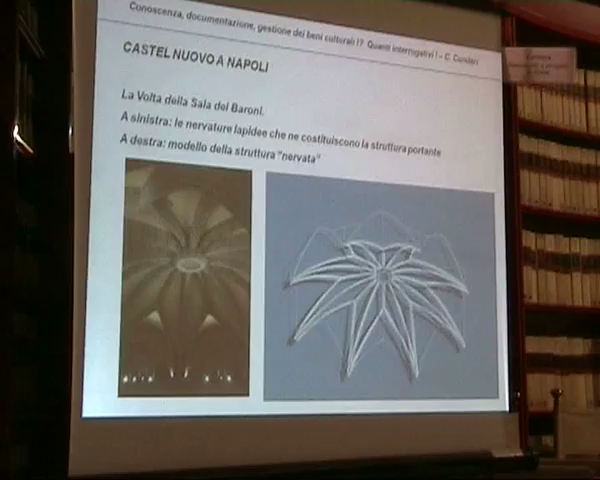 Conoscenza, documentazione, gestione dei beni culturali !? Quanti interrogativi ! – C. Cundari
CASTEL NUOVO A NAPOLI
La Volta della Sala dei Baroni.
A sinistra: le nervature lapidee che ne costituiscono la struttura portante
A destra: modello della struttura "nervata"